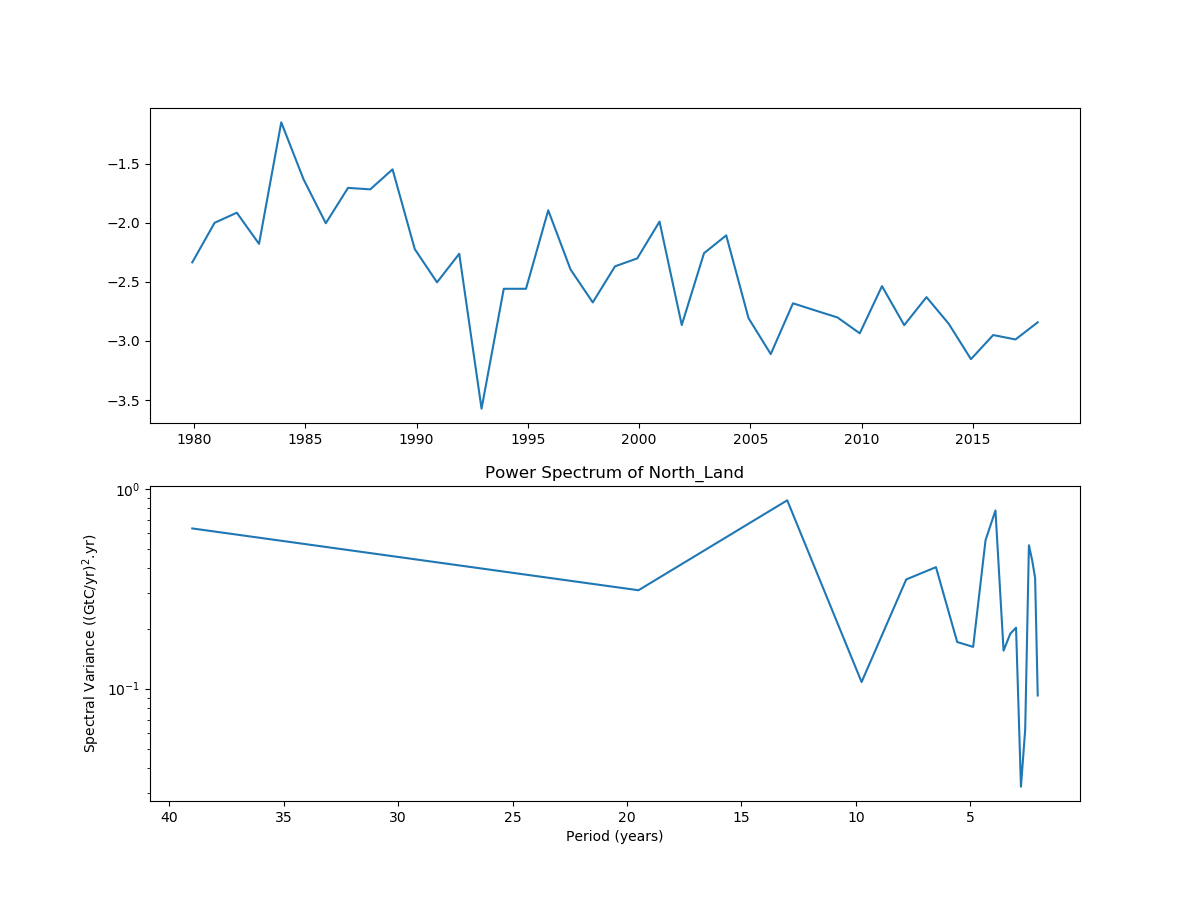 −1.5
−2.0
−2.5
−3.0
−3.5
1980 1985 1990 1995 2000 2005 2010 2015
Power Spectrum of North_Land
10⁰
10⁻¹
Spectral Variance ((GtC/yr)².yr)
40 35 30 25 20 15 10 5
Period (years)